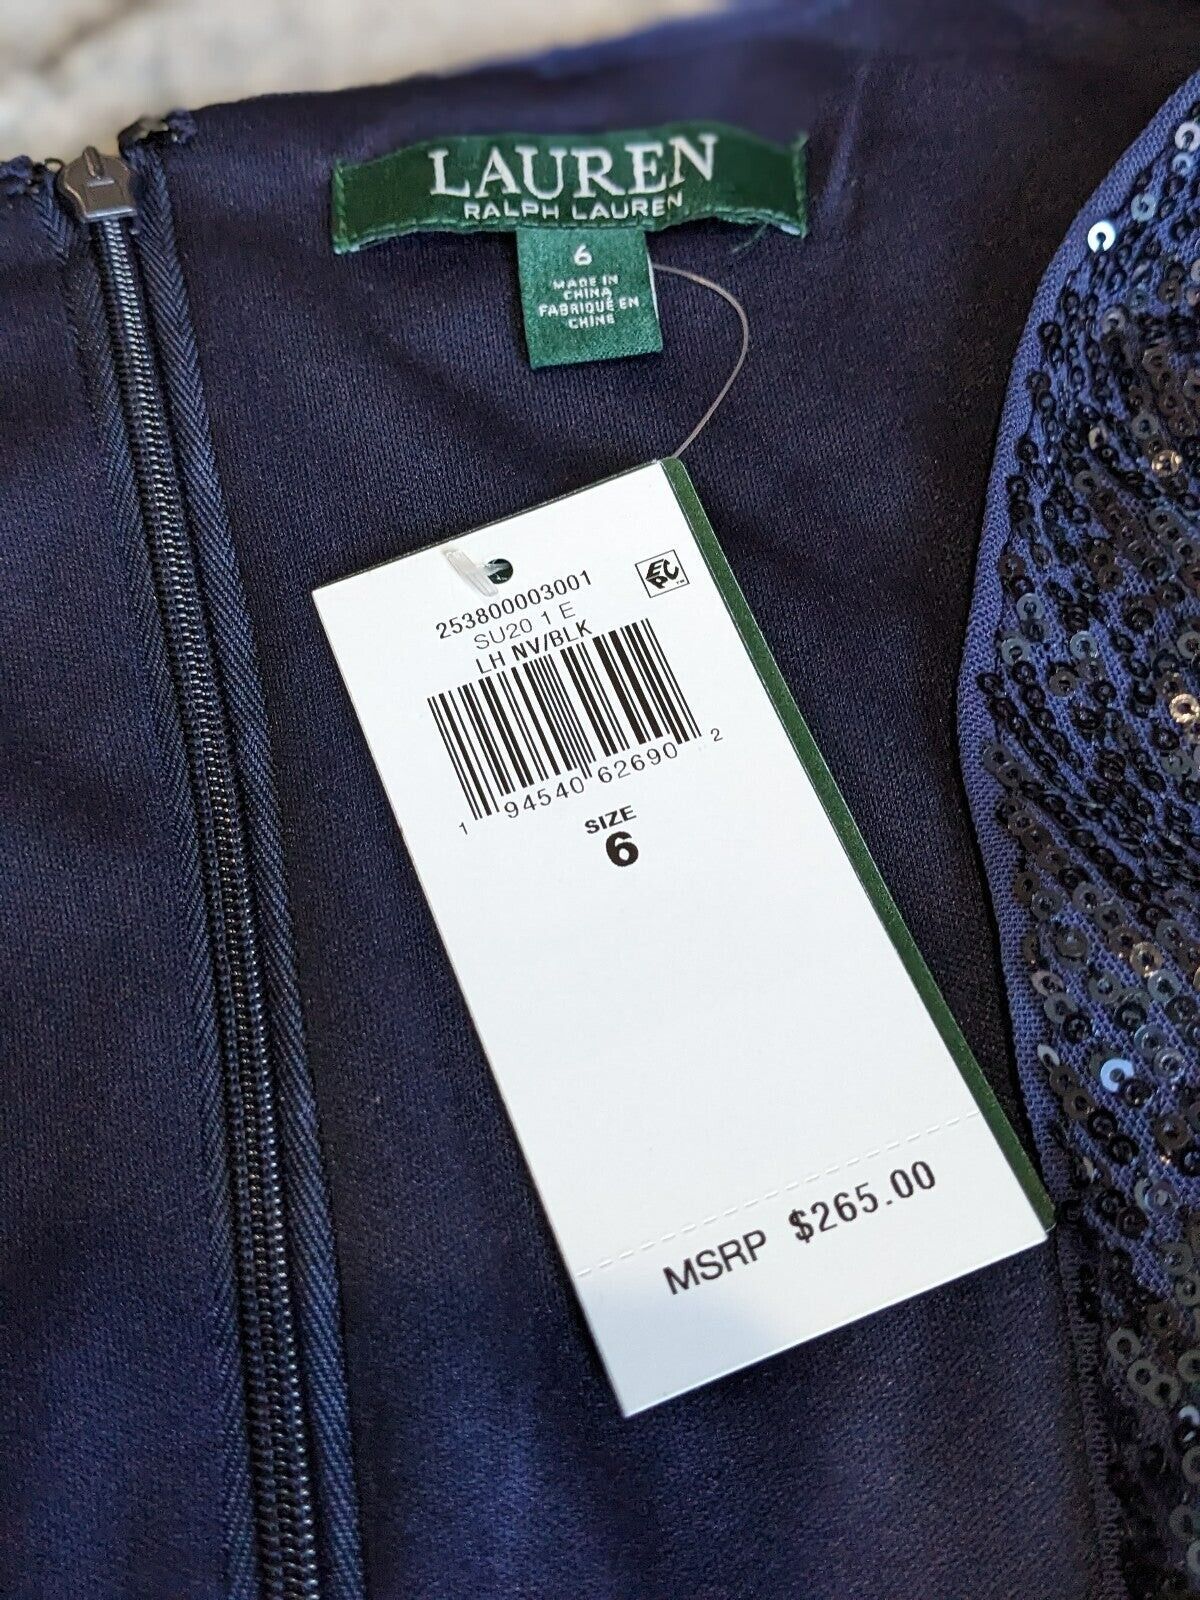 LAUREN
RALPH LAUREN
6
MADE IN
CHINA
FABRIQUÉ EN
CHINE
253800003001
SU20 1 E
LH NV/BLK
EPC™
1 94540 62690 2
SIZE
6
MSRP $265.00